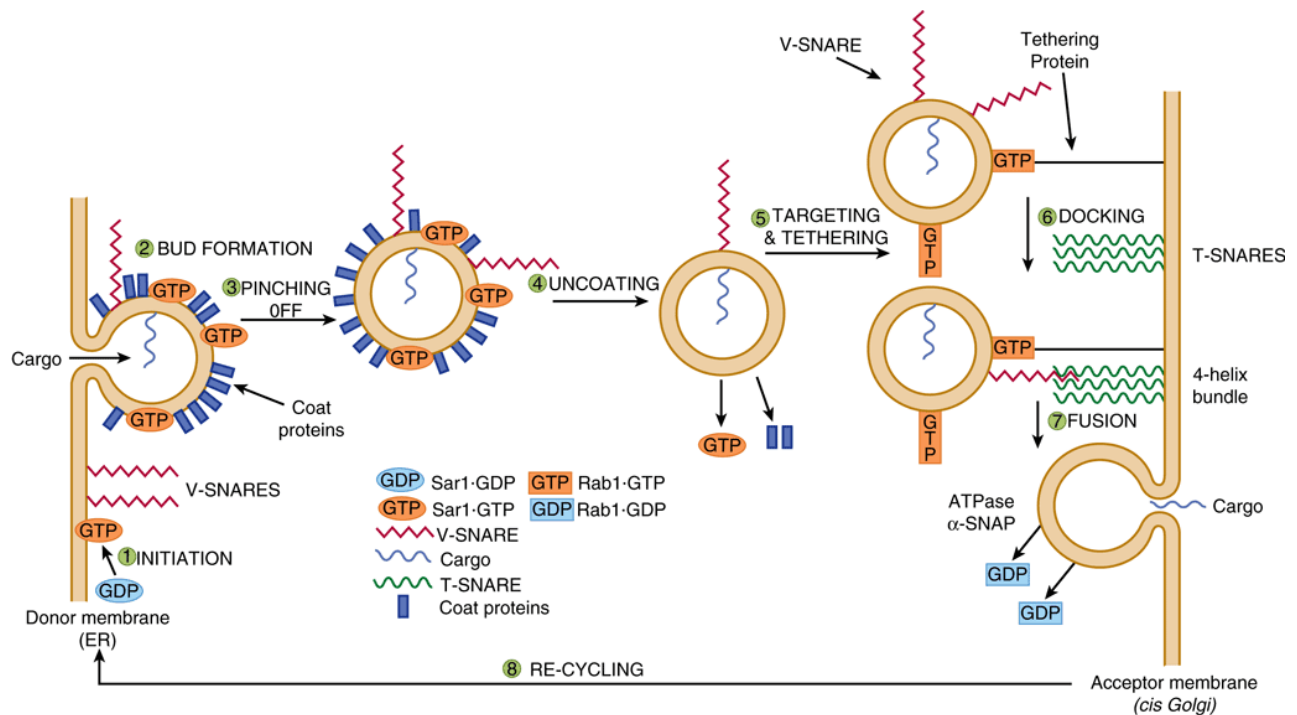 V-SNARE
Tethering
Protein
GTP
GTP
② BUD FORMATION
GTP
GTP
GTP
Cargo
③ PINCHING
0FF
GTP
GTP
GTP
④ UNCOATING
GTP
⑤ TARGETING
& TETHERING
⑥ DOCKING
T-SNARES
GTP
GTP
4-helix
bundle
⑦ FUSION
Coat
proteins
V-SNARES
GTP
① INITIATION
GDP
Donor membrane
(ER)
GDP Sar1·GDP
GTP Rab1·GTP
GTP Sar1·GTP
GDP Rab1·GDP
V-SNARE
Cargo
T-SNARE
Coat proteins
ATPase
α-SNAP
Cargo
GDP
GDP
⑧ RE-CYCLING
Acceptor membrane
(cis Golgi)